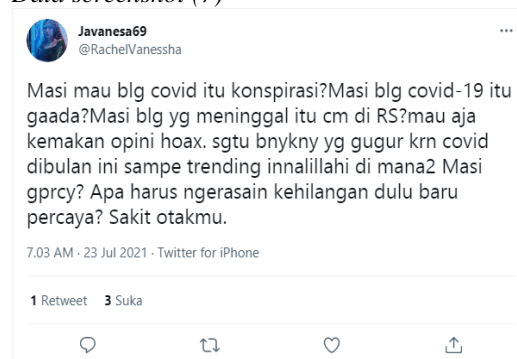 Data screenshot (7)
Javanesa69
@RachelVanessha
Masi mau blg covid itu konspirasi?Masi blg covid-19 itu
gaada?Masi blg yg meninggal itu cm di RS?mau aja
kemakan opini hoax. sgtu bnykny yg gugur krn covid
dibulan ini sampe trending innalillahi di mana2 Masi
gprcy? Apa harus ngerasain kehilangan dulu baru
percaya? Sakit otakmu.
7.03 AM · 23 Jul 2021 · Twitter for iPhone
1 Retweet 3 Suka